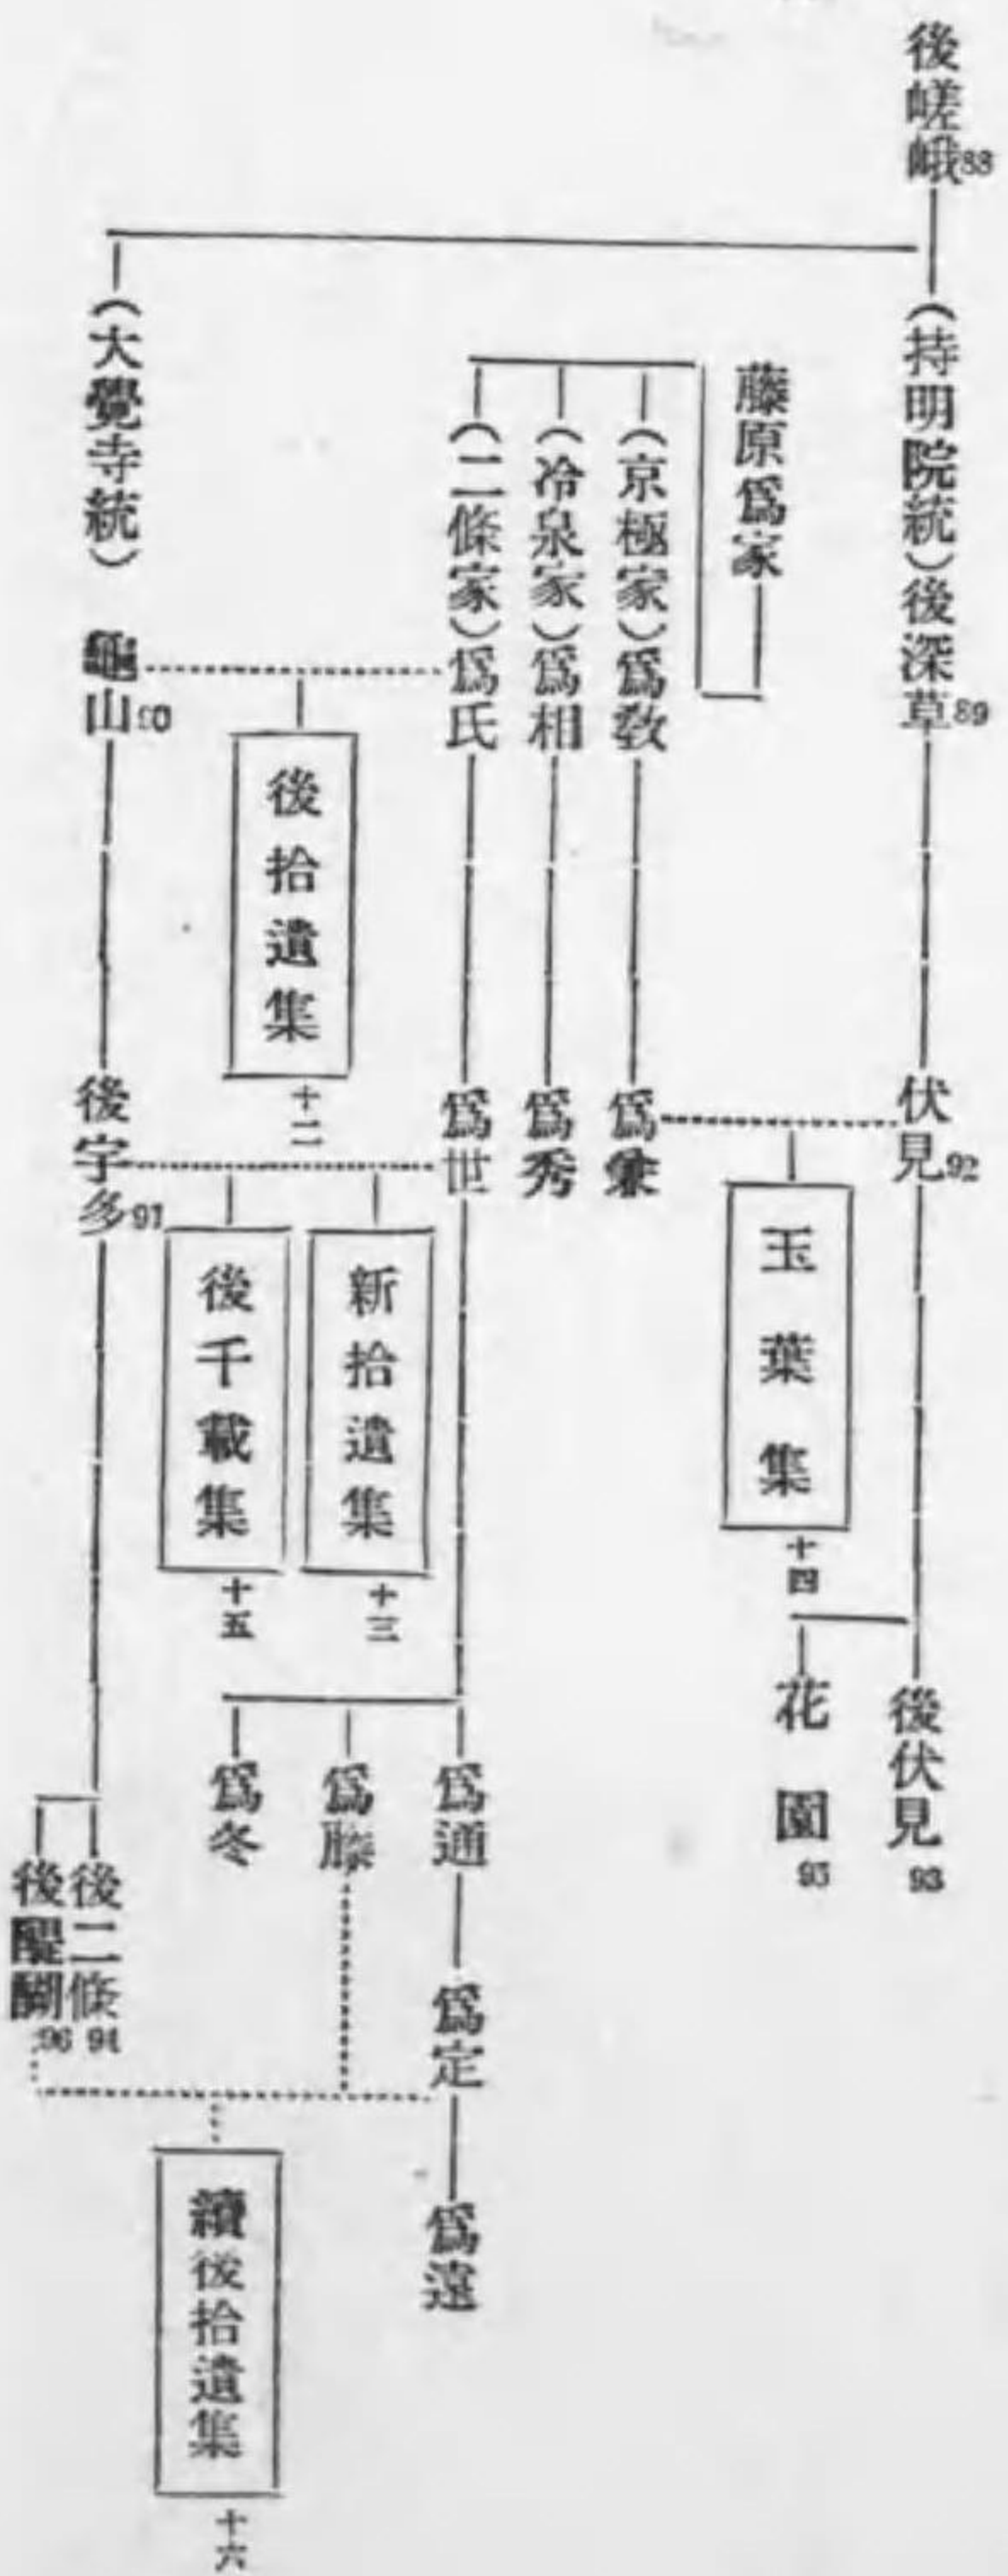 後嵯峨88
（持明院統）後深草89
伏見92
後伏見93
花園95
玉葉集
十四
藤原爲家
（京極家）爲敎
爲兼
（冷泉家）爲相
爲秀
（二條家）爲氏
爲世
爲通
爲定
爲遠
爲藤
爲冬
新拾遺集
十三
後拾遺集
十二
後千載集
十五
續後拾遺集
十六
（大覺寺統）龜山90
後宇多91
後二條94
後醍醐96